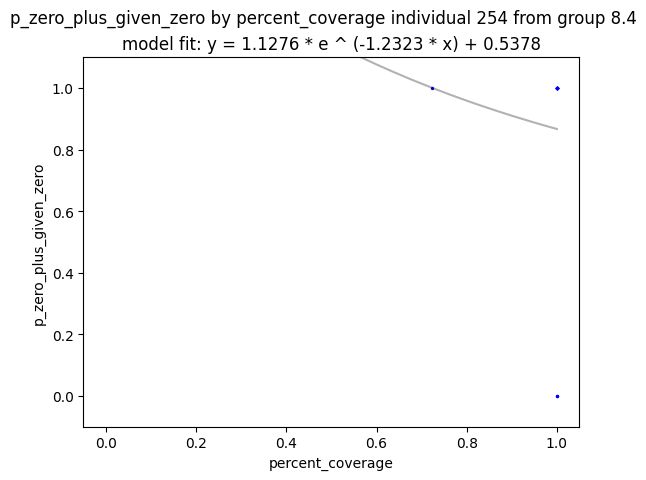 p_zero_plus_given_zero by percent_coverage individual 254 from group 8.4
model fit: y = 1.1276 * e ^ (-1.2323 * x) + 0.5378
1.0
0.8
0.6
0.4
0.2
0.0
p_zero_plus_given_zero
0.0 0.2 0.4 0.6 0.8 1.0
percent_coverage